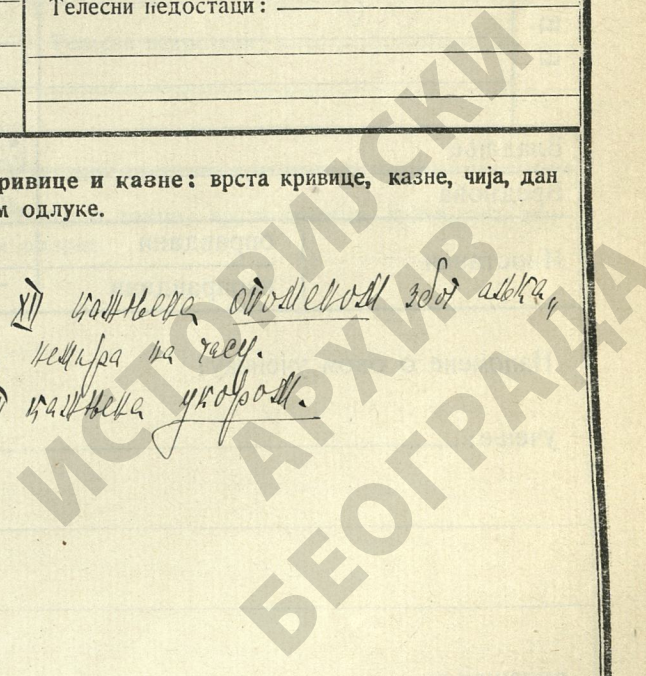 Телесни недостаци:
ривице и казне: врста кривице, казне, чија, дан
м одлуке.
XII кажњена опоменом због
немира на часу.
кажњена укором.
ИСТОРИЈСКИ
АРХИВ
БЕОГРАДА